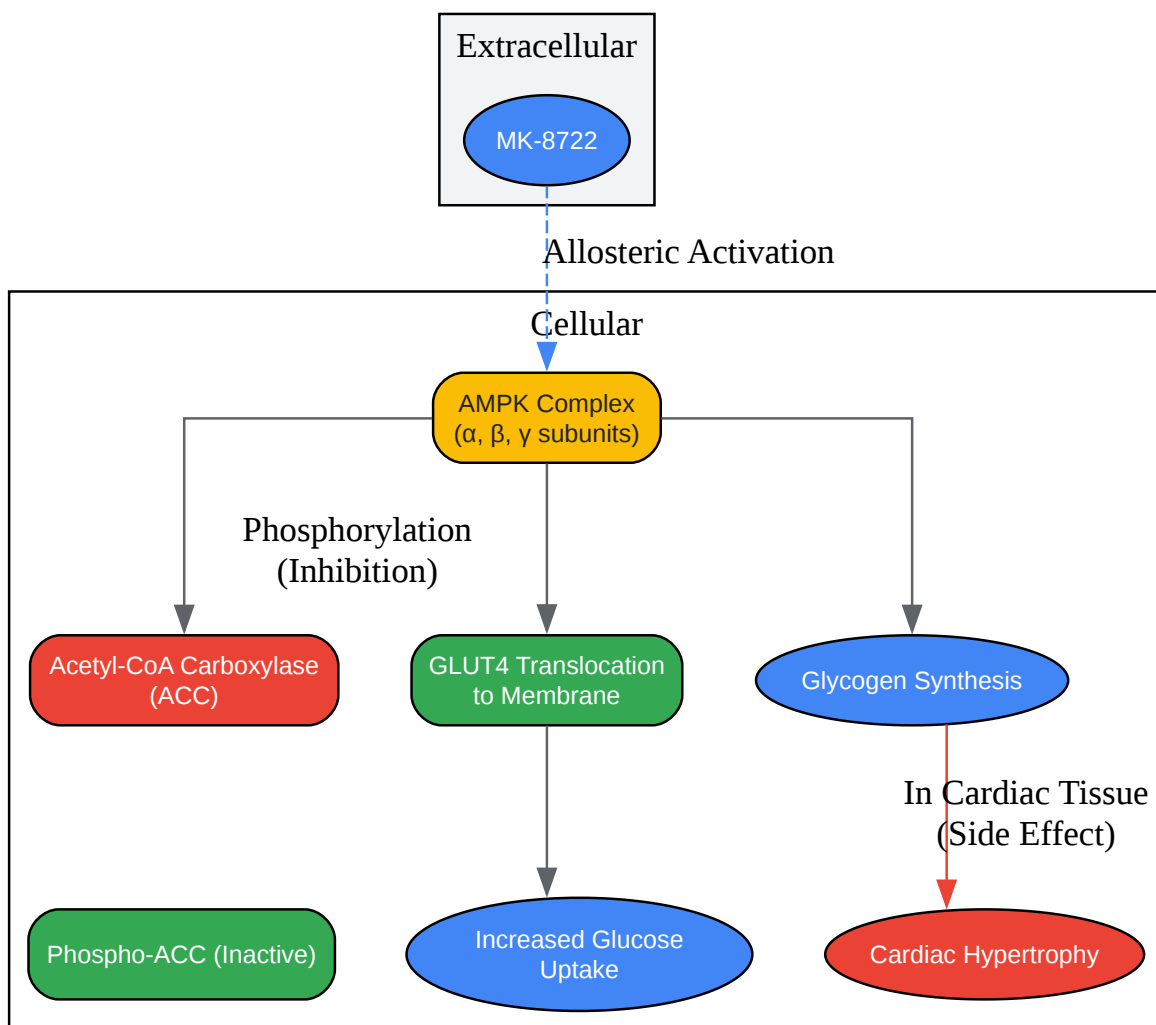 Extracellular
MK-8722
Allosteric Activation
Cellular
AMPK Complex
(α, β, γ subunits)
Phosphorylation
(Inhibition)
Acetyl-CoA Carboxylase
(ACC)
GLUT4 Translocation
to Membrane
Glycogen Synthesis
In Cardiac Tissue
(Side Effect)
Phospho-ACC (Inactive)
Increased Glucose
Uptake
Cardiac Hypertrophy